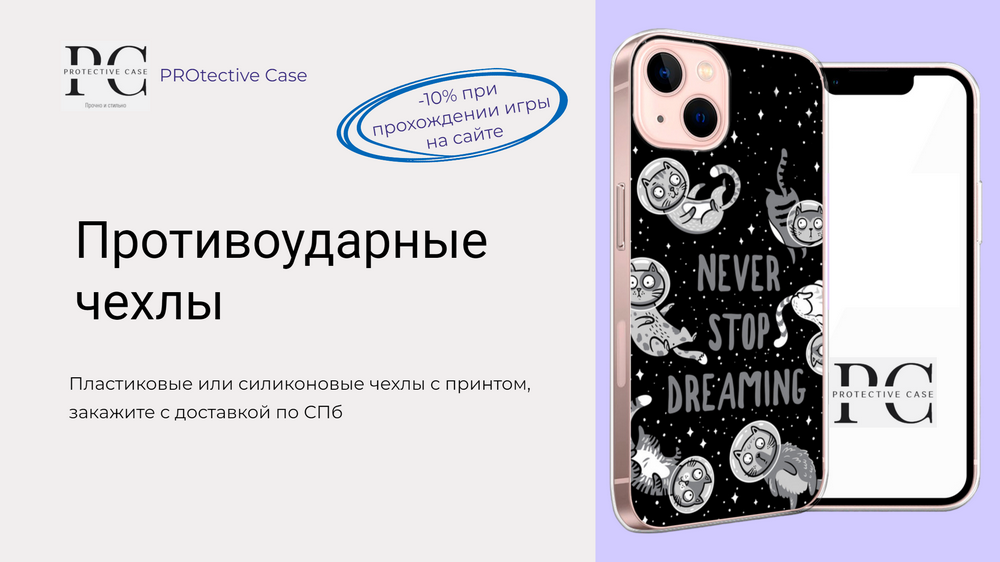 PC
PROTECTIVE CASE
Прочно и стильно
PROtective Case
-10% при
прохождении игры
на сайте
Противоударные
чехлы
Пластиковые или силиконовые чехлы с принтом,
закажите с доставкой по СПб
NEVER
STOP
DREAMING
PC
PROTECTIVE CASE